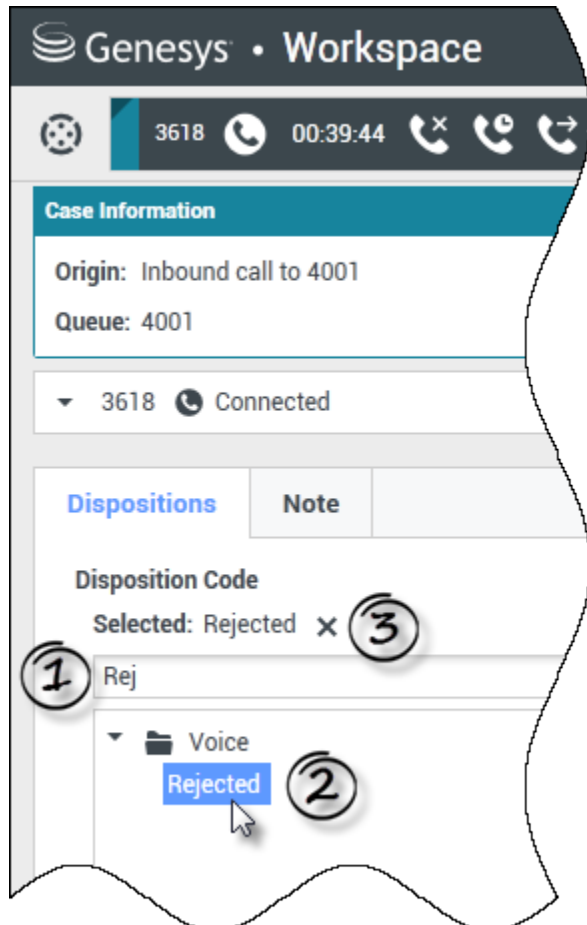 Genesys • Workspace
3618 00:39:44
Case Information
Origin: Inbound call to 4001
Queue: 4001
3618 Connected
Dispositions Note
Disposition Code
Selected: Rejected × 3
1 Rej
Voice
Rejected 2